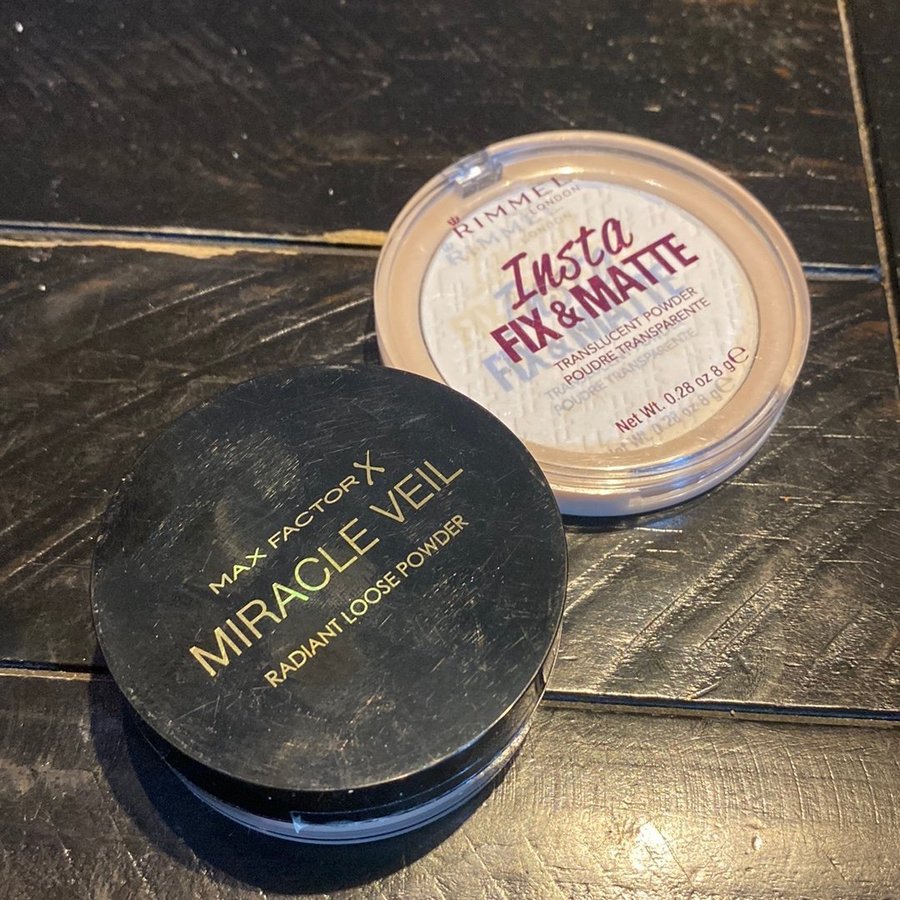 RIMMEL
LONDON
Insta
FIX & MATTE
TRANSLUCENT POWDER
POUDRE TRANSPARENTE
Net Wt. 0.28 oz 8 g ℮
MAX FACTOR X
MIRACLE VEIL
RADIANT LOOSE POWDER